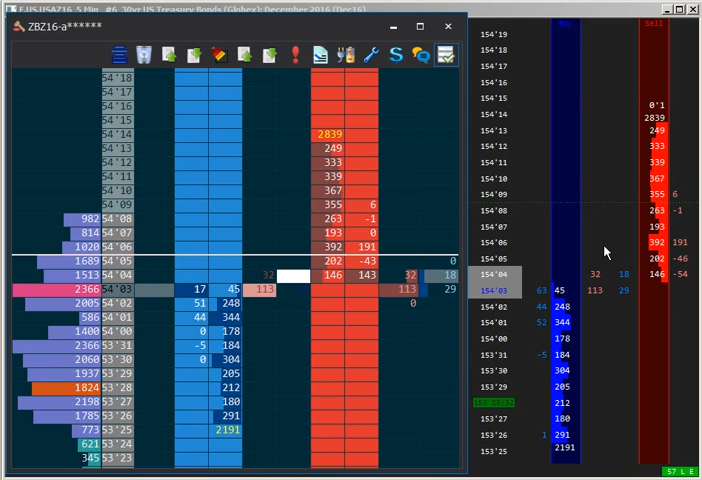 F.US.USAZ16, 5 Min, #6, 30yr US Treasury Bonds (Globex): December 2016 (Dec16)
ZBZ16-a******
54'18
54'17
54'16
54'15
54'14 2839
54'13 249
54'12 333
54'11 339
54'10 367
54'09 355 6
982 54'08 263 -1
814 54'07 193 0
1020 54'06 392 191
1689 54'05 202 -43 0
1513 54'04 32 146 143 32 18
2366 54'03 17 45 113 113 29
2005 54'02 51 248 0
586 54'01 44 344
1400 54'00 0 178
2366 53'31 -5 184
2060 53'30 0 304
1937 53'29 205
1824 53'28 212
2198 53'27 180
1785 53'26 291
773 53'25 2191
621 53'24
345 53'23
Buy Sell
154'19
154'18
154'17
154'16
154'15 0'1
154'14 2839
154'13 249
154'12 333
154'11 339
154'10 367
154'09 355 6
154'08 263 -1
154'07 193
154'06 392 191
154'05 202 -46
154'04 32 18 146 -54
154'03 63 45 113 29
154'02 44 248
154'01 52 344
154'00 178
153'31 -5 184
153'30 304
153'29 205
153'28/32 212
153'27 180
153'26 1 291
153'25 2191
57 L E